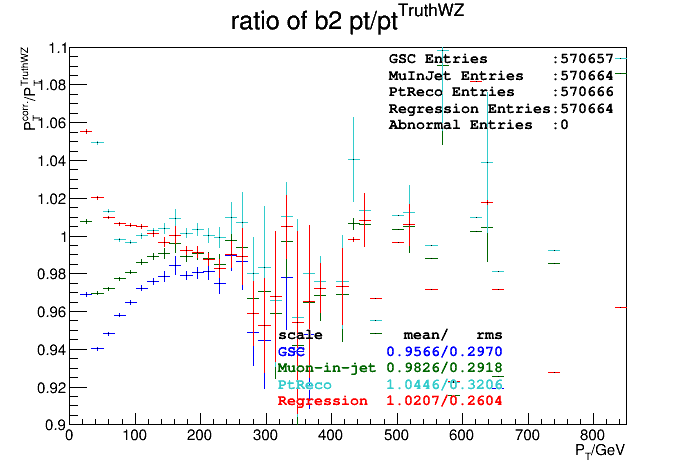 ratio of b2 pt/pt^TruthWZ
P_T^corr./P_T^TruthWZ
1.1
1.08
1.06
1.04
1.02
1
0.98
0.96
0.94
0.92
0.9
GSC Entries :570657
MuInJet Entries :570664
PtReco Entries :570666
Regression Entries:570664
Abnormal Entries :0
scale mean/ rms
GSC 0.9566/0.2970
Muon-in-jet 0.9826/0.2918
PtReco 1.0446/0.3206
Regression 1.0207/0.2604
0 100 200 300 400 500 600 700 800
P_T/GeV